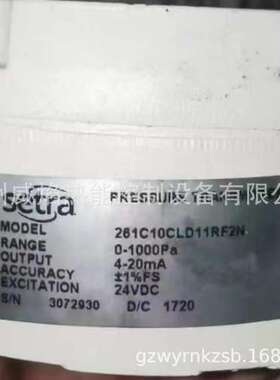 setra PRESSURE
MODEL 261C10CLD11RF2N
RANGE 0-1000Pa
OUTPUT 4-20mA
ACCURACY ±1%FS
EXCITATION 24VDC
S/N 3072930 D/C 1720
gzwyrnkzsb.168